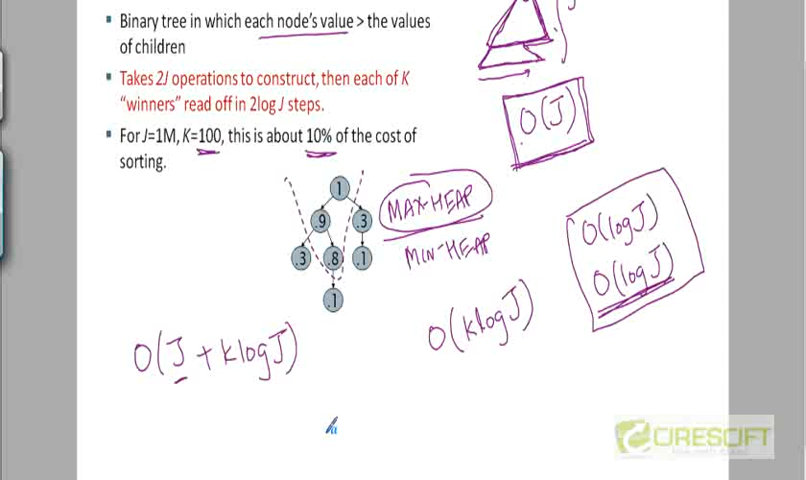 ▪ Binary tree in which each node's value > the values
of children
▪ Takes 2J operations to construct, then each of K
"winners" read off in 2log J steps.
▪ For J=1M, K=100, this is about 10% of the cost of
sorting.
O(J)
1
.9
.3
.3
.8
.1
.1
MAX-HEAP
MIN-HEAP
O(logJ)
O(logJ)
O(klogJ)
O(J + klogJ)
CIRESCIFT